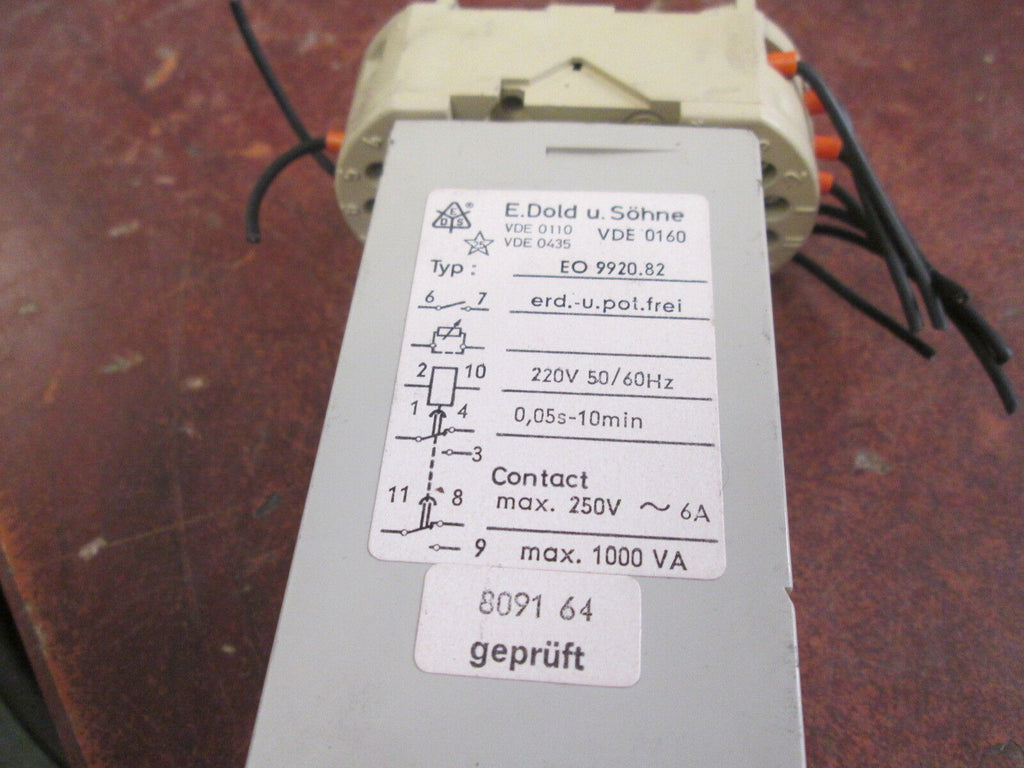 E
D S
®
E.Dold u. Söhne
VDE 0110 VDE 0160
VDE 0435
Typ: EO 9920.82
6 7 erd.-u.pot.frei
2 10 220V 50/60Hz
1 4 0,05s-10min
3
Contact
11 8 max. 250V ~ 6A
9 max. 1000 VA
8091 64
geprüft